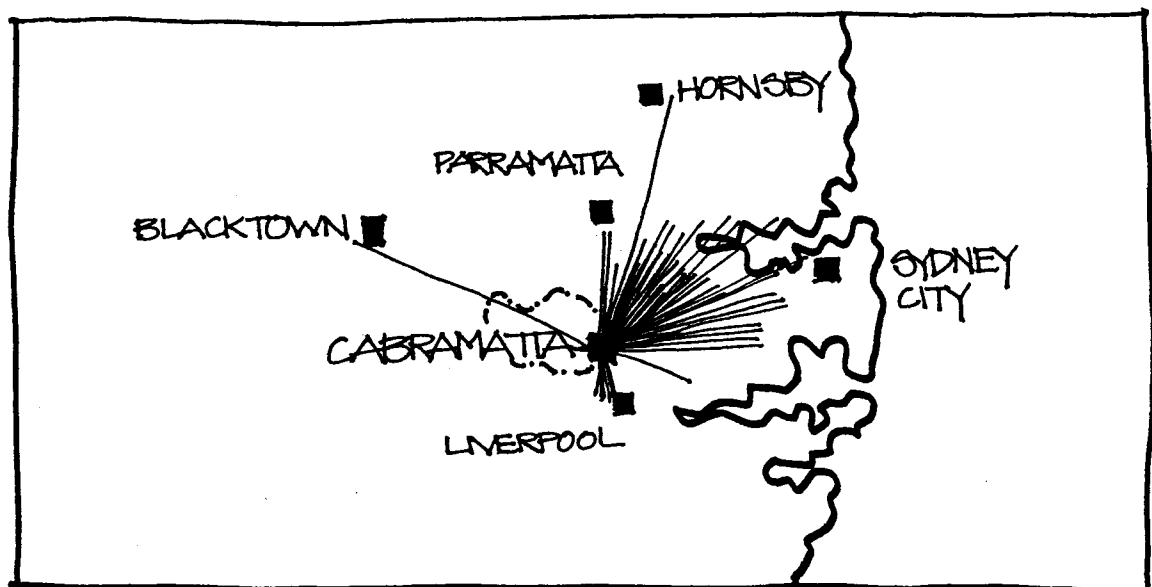 HORNSBY
PARRAMATTA
BLACKTOWN
SYDNEY
CITY
CABRAMATTA
LIVERPOOL